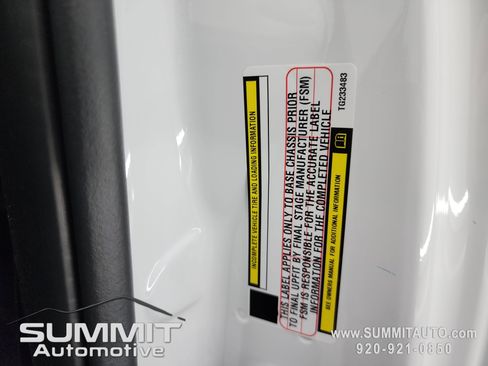 INCOMPLETE VEHICLE TIRE AND LOADING INFORMATION
THIS LABEL APPLIES ONLY TO BASE CHASSIS PRIOR
TO FINAL UPFIT BY FINAL STAGE MANUFACTURER (FSM)
FSM IS RESPONSIBLE FOR THE ACCURATE LABEL
INFORMATION FOR THE COMPLETED VEHICLE
SEE OWNERS MANUAL FOR ADDITIONAL INFORMATION
TG233483
SUMMIT
Automotive
www.SUMMITAUTO.com
920-921-0850